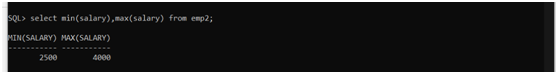 SQL> select min(salary),max(salary) from emp2;
MIN(SALARY) MAX(SALARY)
----------- -----------
       2500        4000